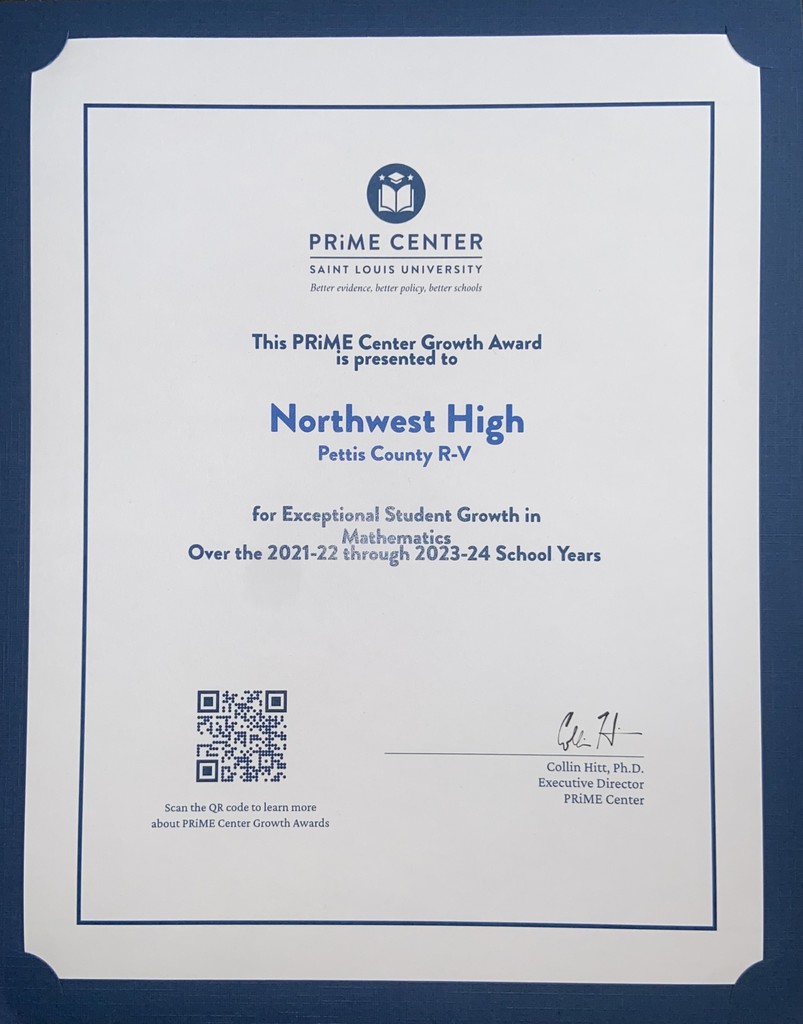 PRiME CENTER
SAINT LOUIS UNIVERSITY
Better evidence, better policy, better schools
This PRiME Center Growth Award
is presented to
Northwest High
Pettis County R-V
for Exceptional Student Growth in
Mathematics
Over the 2021-22 through 2023-24 School Years
Collin Hitt, Ph.D.
Executive Director
PRiME Center
Scan the QR code to learn more
about PRiME Center Growth Awards